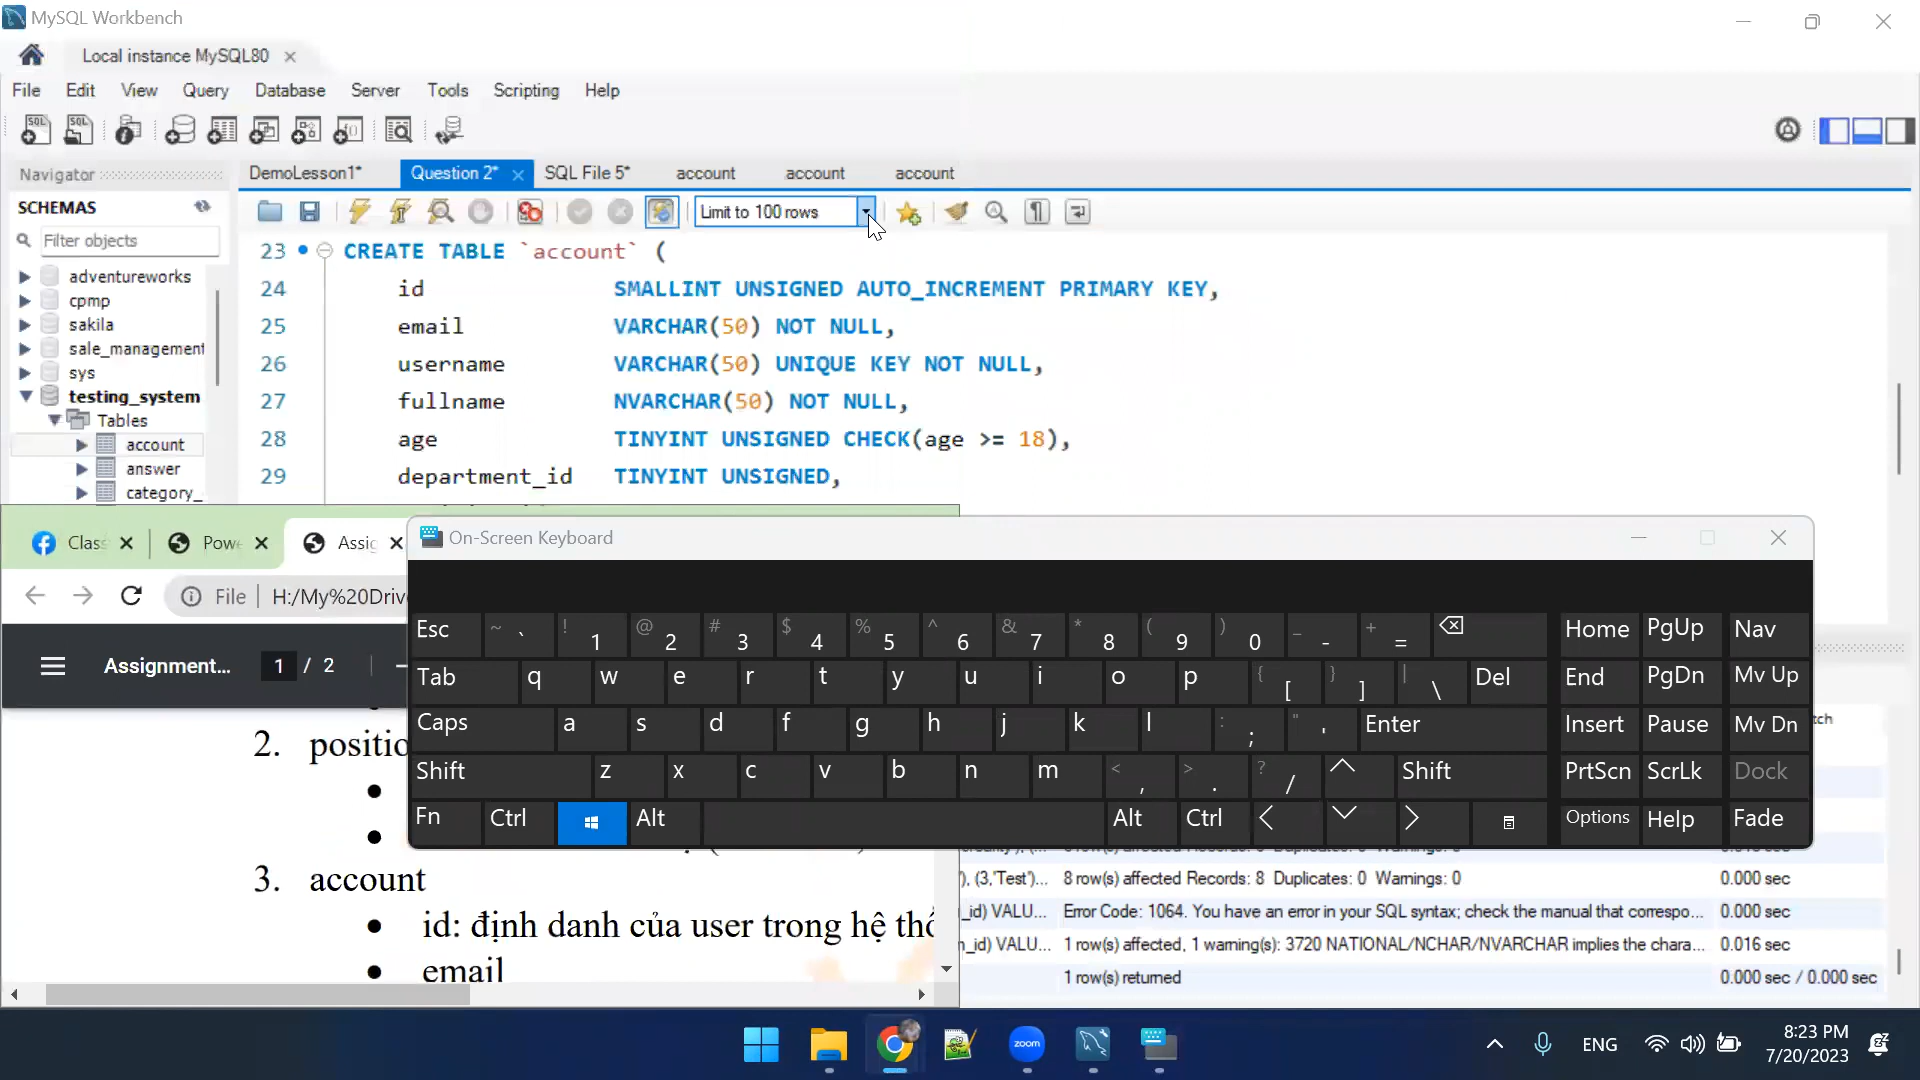 MySQL Workbench
Local instance MySQL80
File Edit View Query Database Server Tools Scripting Help
Navigator
DemoLesson1* Question 2* SQL File 5* account account account
SCHEMAS
Limit to 100 rows
Filter objects
adventureworks
cpmp
sakila
sale_management
sys
testing_system
Tables
account
answer
category_
23 CREATE TABLE `account` (
24 id SMALLINT UNSIGNED AUTO_INCREMENT PRIMARY KEY,
25 email VARCHAR(50) NOT NULL,
26 username VARCHAR(50) UNIQUE KEY NOT NULL,
27 fullname NVARCHAR(50) NOT NULL,
28 age TINYINT UNSIGNED CHECK(age >= 18),
29 department_id TINYINT UNSIGNED,
Clas Powe Assig
File H:/My%20Driv
Assignment... 1 / 2
2. positio
3. account
id: định danh của user trong hệ thố
email
On-Screen Keyboard
Esc ~ ` ! 1 @ 2 # 3 $ 4 % 5 ^ 6 & 7 * 8 ( 9 ) 0 _ - + = Home PgUp Nav
Tab q w e r t y u i o p { [ } ] | \ Del End PgDn Mv Up
Caps a s d f g h j k l : ; " ' Enter Insert Pause Mv Dn
Shift z x c v b n m < , > . ? / Shift PrtScn ScrLk Dock
Fn Ctrl Alt Alt Ctrl Options Help Fade
tch
), (3,'Test')... 8 row(s) affected Records: 8 Duplicates: 0 Warnings: 0 0.000 sec
_id) VALU... Error Code: 1064. You have an error in your SQL syntax; check the manual that correspo... 0.000 sec
n_id) VALU... 1 row(s) affected, 1 warning(s): 3720 NATIONAL/NCHAR/NVARCHAR implies the chara... 0.016 sec
1 row(s) returned 0.000 sec / 0.000 sec
zoom
ENG
8:23 PM
7/20/2023